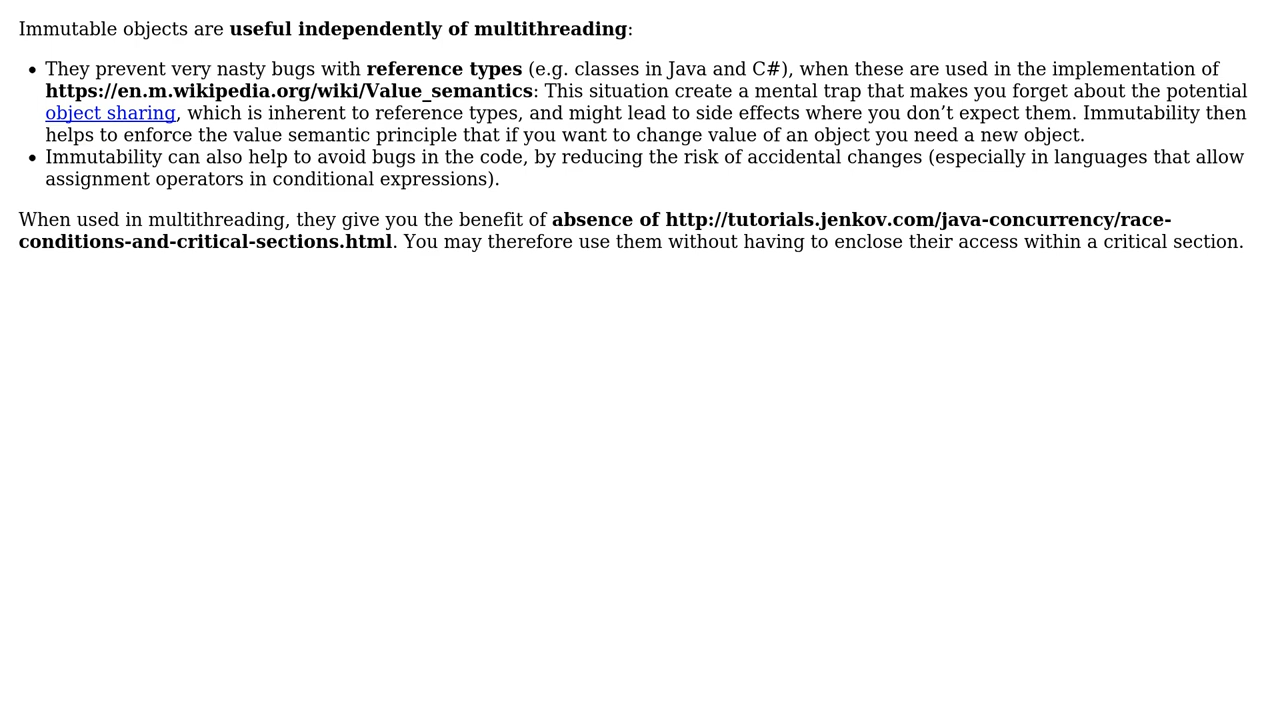 Immutable objects are useful independently of multithreading:
• They prevent very nasty bugs with reference types (e.g. classes in Java and C#), when these are used in the implementation of
https://en.m.wikipedia.org/wiki/Value_semantics: This situation create a mental trap that makes you forget about the potential
object sharing, which is inherent to reference types, and might lead to side effects where you don’t expect them. Immutability then
helps to enforce the value semantic principle that if you want to change value of an object you need a new object.
• Immutability can also help to avoid bugs in the code, by reducing the risk of accidental changes (especially in languages that allow
assignment operators in conditional expressions).
When used in multithreading, they give you the benefit of absence of http://tutorials.jenkov.com/java-concurrency/race-
conditions-and-critical-sections.html. You may therefore use them without having to enclose their access within a critical section.